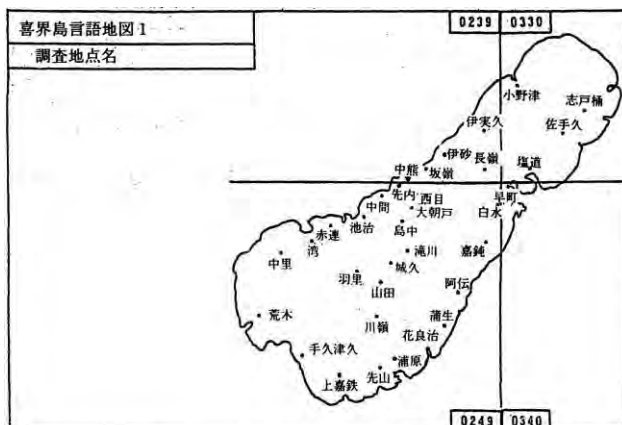 喜界島言語地図1
調査地点名
0239 0330
小野津
志戸桶
伊実久
佐手久
伊砂
長嶺
塩道
坂嶺
中熊
早町
先内
西目
中間
大朝戸
白水
池治
島中
赤連
湾
嘉鈍
滝川
中里
城久
羽里
山田
阿伝
荒木
川嶺
蒲生
花良治
手久津久
浦原
先山
上嘉鉄
0249 0340